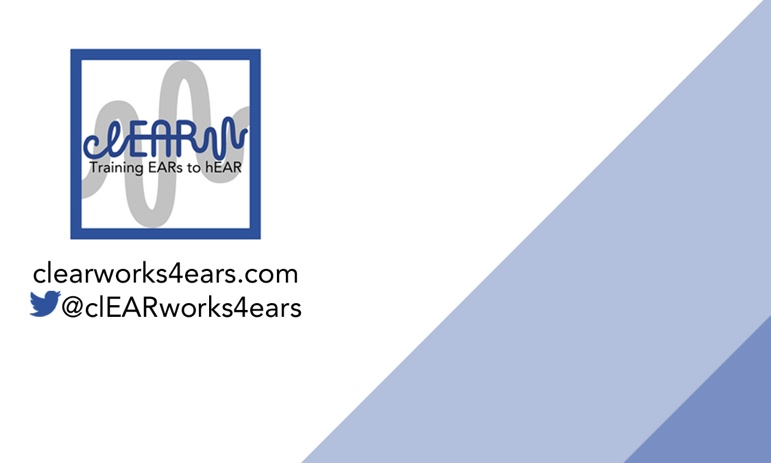 clEAR
Training EARs to hEAR
clearworks4ears.com
@clEARworks4ears